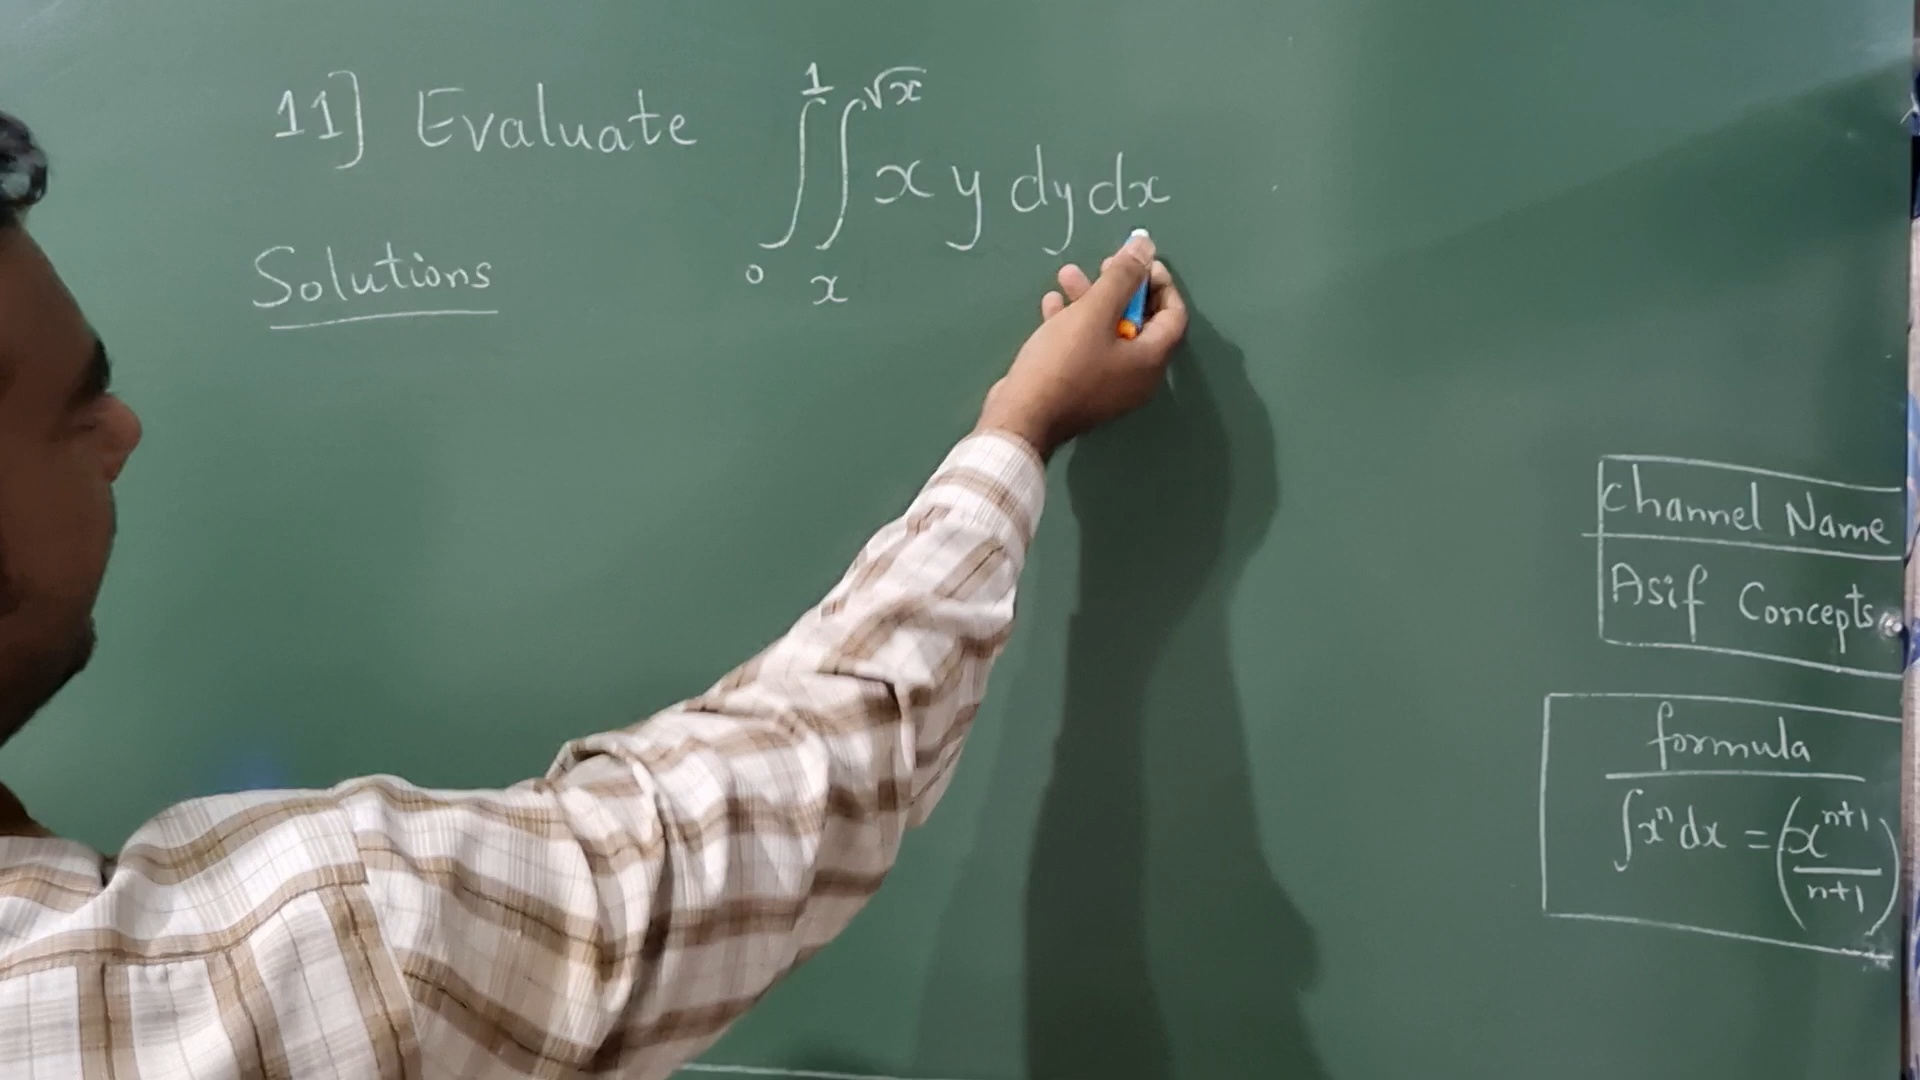 11] Evaluate ∫₀¹ ∫ₓ^√x x y dy dx
Solutions
Channel Name
Asif Concepts
formula
∫xⁿ dx = (xⁿ⁺¹/n+1)